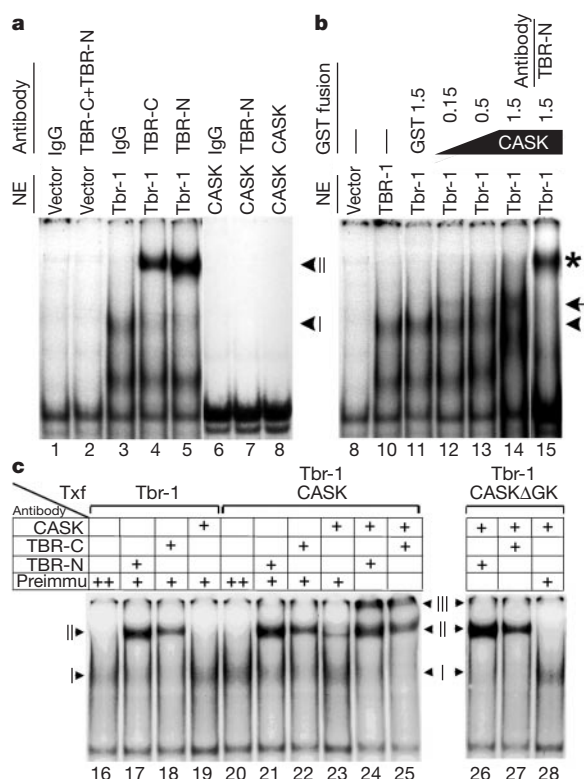 a
Antibody
IgG
TBR-C+TBR-N
IgG
TBR-C
TBR-N
IgG
TBR-N
CASK
NE
Vector
Vector
Tbr-1
Tbr-1
Tbr-1
CASK
CASK
CASK
II
I
1 2 3 4 5 6 7 8
b
Antibody
TBR-N
GST fusion
—
—
GST 1.5
0.15
0.5
1.5
1.5
CASK
NE
Vector
TBR-1
Tbr-1
Tbr-1
Tbr-1
Tbr-1
Tbr-1
*
8 10 11 12 13 14 15
c
Txf
Antibody
Tbr-1
Tbr-1
CASK
Tbr-1
CASKΔGK
CASK + + + + + + +
TBR-C + + + +
TBR-N + + + +
Preimmu ++ + + + ++ + + + +
II
I
III
II
I
16 17 18 19 20 21 22 23 24 25 26 27 28